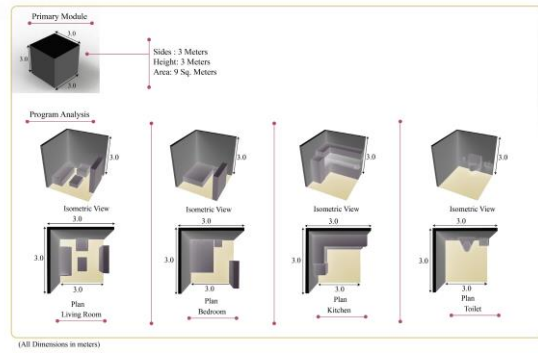 Primary Module
3.0
3.0
3.0
Sides : 3 Meters
Height: 3 Meters
Area: 9 Sq. Meters
Program Analysis
3.0
3.0
3.0
3.0
Isometric View
Isometric View
Isometric View
Isometric View
3.0
3.0
3.0
3.0
3.0
3.0
3.0
3.0
3.0
3.0
3.0
3.0
Plan
Plan
Plan
Plan
Living Room
Bedroom
Kitchen
Toilet
(All Dimensions in meters)